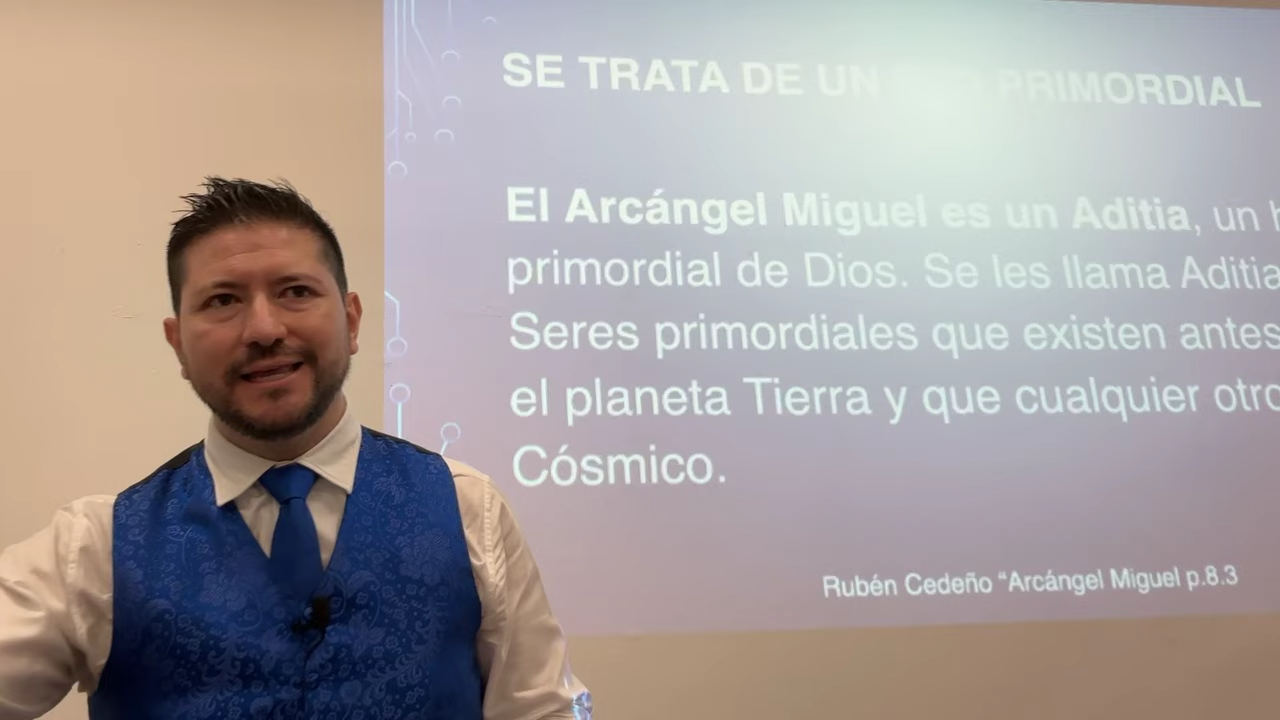 SE TRATA DE UN PRIMORDIAL
El Arcángel Miguel es un Aditia, un
primordial de Dios. Se les llama Aditia
Seres primordiales que existen antes
el planeta Tierra y que cualquier otro
Cósmico.
Rubén Cedeño “Arcángel Miguel p.8.3